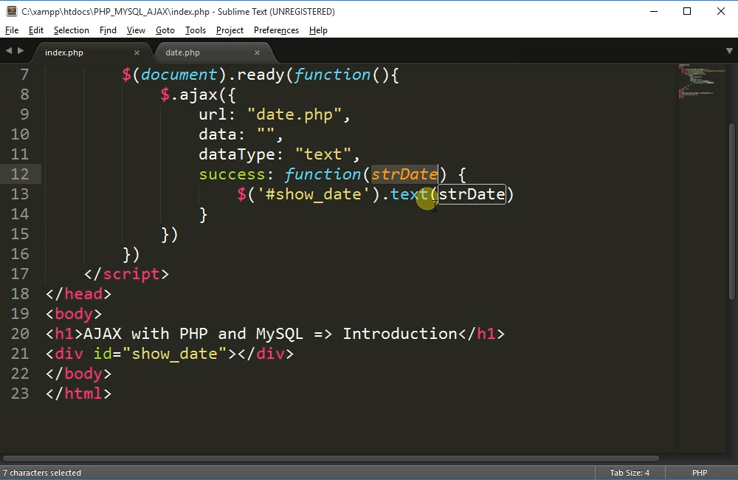 C:\xampp\htdocs\PHP_MYSQL_AJAX\index.php - Sublime Text (UNREGISTERED)
File Edit Selection Find View Goto Tools Project Preferences Help
index.php × date.php ×
7 $(document).ready(function(){
8 $.ajax({
9 url: "date.php",
10 data: "",
11 dataType: "text",
12 success: function(strDate) {
13 $('#show_date').text(strDate)
14 }
15 })
16 })
17 </script>
18 </head>
19 <body>
20 <h1>AJAX with PHP and MySQL => Introduction</h1>
21 <div id="show_date"></div>
22 </body>
23 </html>
7 characters selected Tab Size: 4 PHP